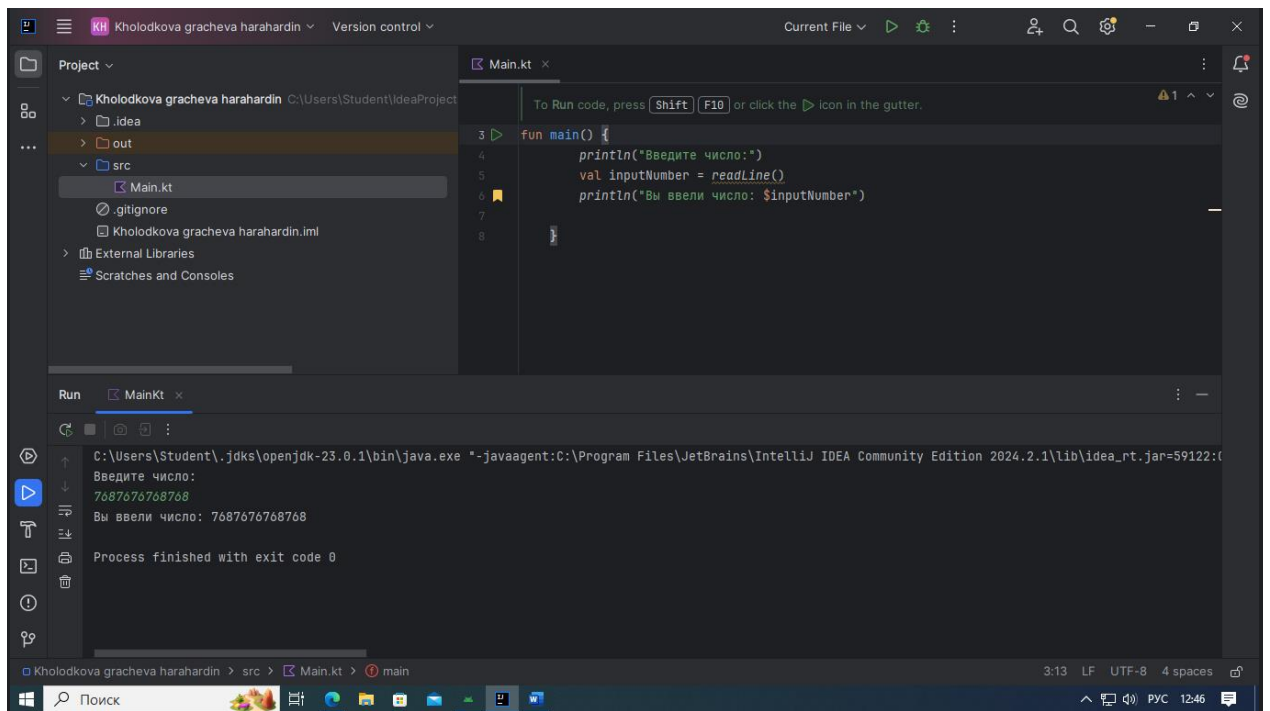 KH Kholodkova gracheva harahardin Version control Current File
Project
Main.kt
Kholodkova gracheva harahardin C:\Users\Student\IdeaProject
.idea
out
src
Main.kt
.gitignore
Kholodkova gracheva harahardin.iml
External Libraries
Scratches and Consoles
To Run code, press Shift F10 or click the icon in the gutter.
1
3 fun main() {
4 println("Введите число:")
5 val inputNumber = readLine()
6 println("Вы ввели число: $inputNumber")
7
8 }
Run MainKt
C:\Users\Student\.jdks\openjdk-23.0.1\bin\java.exe "-javaagent:C:\Program Files\JetBrains\IntelliJ IDEA Community Edition 2024.2.1\lib\idea_rt.jar=59122:
Введите число:
7687676768768
Вы ввели число: 7687676768768
Process finished with exit code 0
Kholodkova gracheva harahardin > src > Main.kt > main 3:13 LF UTF-8 4 spaces
Поиск РУС 12:46